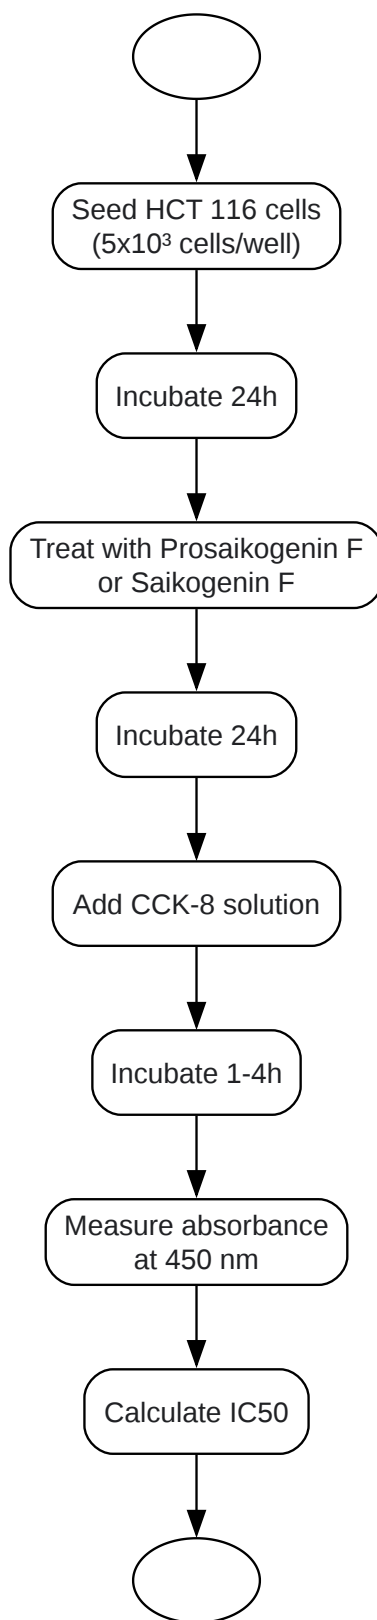 Seed HCT 116 cells
(5x10³ cells/well)
Incubate 24h
Treat with Prosaikogenin F
or Saikogenin F
Incubate 24h
Add CCK-8 solution
Incubate 1-4h
Measure absorbance
at 450 nm
Calculate IC50